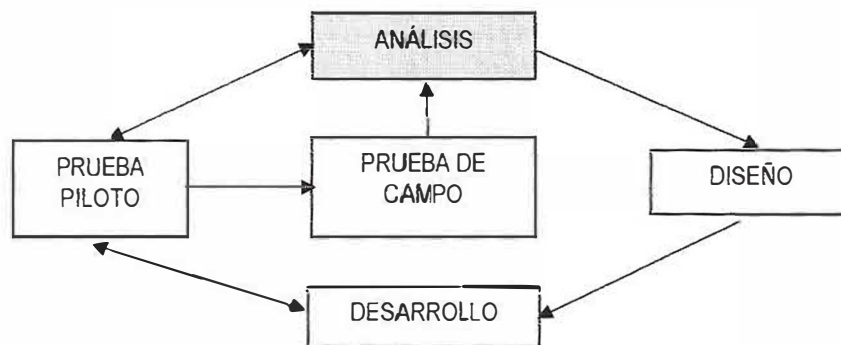 ANÁLISIS
PRUEBA
PILOTO
PRUEBA DE
CAMPO
DISEÑO
DESARROLLO